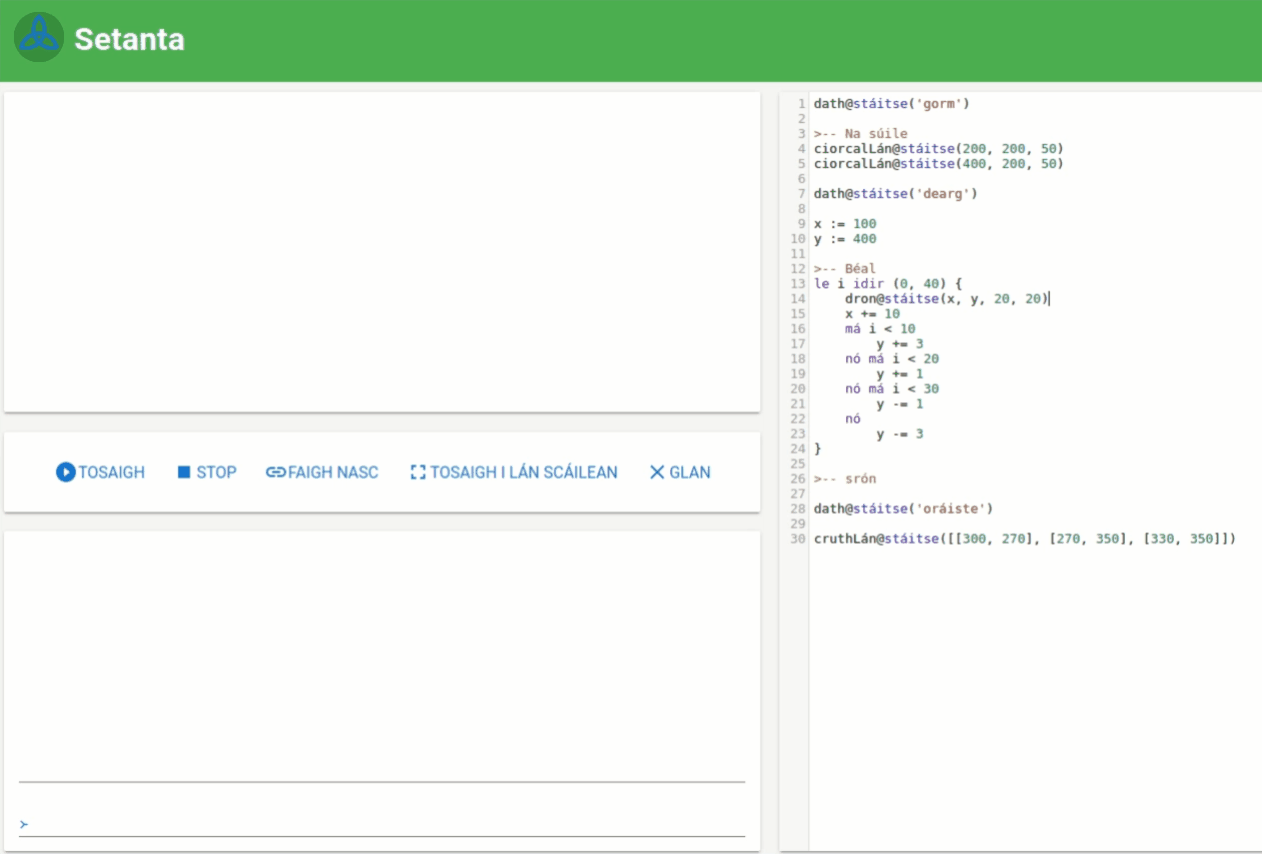 Setanta
TOSAIGH
STOP
FAIGH NASC
TOSAIGH I LÁN SCÁILEAN
GLAN
>
1 dath@stáitse('gorm')
2
3 >-- Na súile
4 ciorcalLán@stáitse(200, 200, 50)
5 ciorcalLán@stáitse(400, 200, 50)
6
7 dath@stáitse('dearg')
8
9 x := 100
10 y := 400
11
12 >-- Béal
13 le i idir (0, 40) {
14     dron@stáitse(x, y, 20, 20)
15     x += 10
16     má i < 10
17         y += 3
18     nó má i < 20
19         y += 1
20     nó má i < 30
21         y -= 1
22     nó
23         y -= 3
24 }
25
26 >-- srón
27
28 dath@stáitse('oráiste')
29
30 cruthLán@stáitse([[300, 270], [270, 350], [330, 350]])